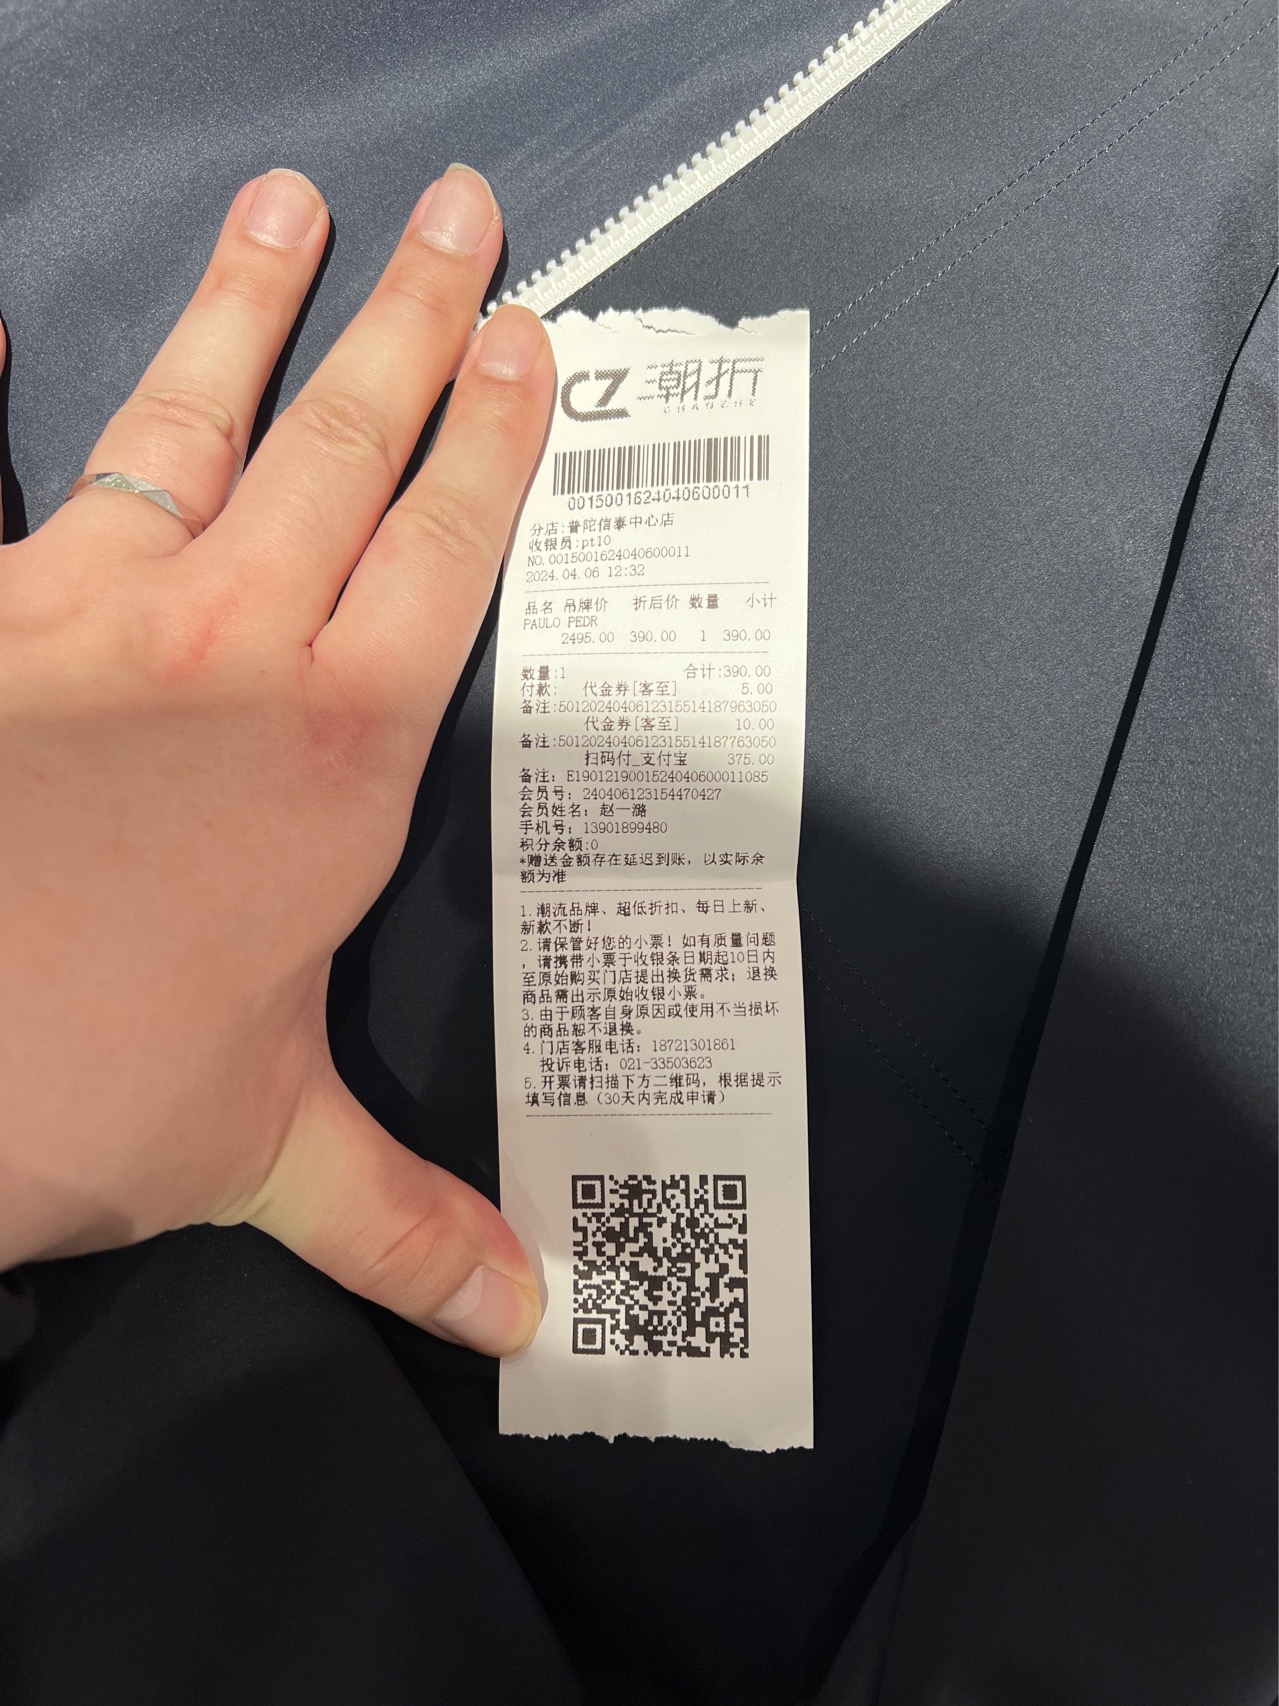 CZ 潮折
CHAOZHE
0015001624040600011
分店:普陀信泰中心店
收银员:pt10
NO.0015001624040600011
2024.04.06 12:32
品名 吊牌价 折后价 数量 小计
PAULO PEDR
2495.00 390.00 1 390.00
数量:1 合计:390.00
付款: 代金券[客至] 5.00
备注:5012024040612315514187963050
代金券[客至] 10.00
备注:5012024040612315514187763050
扫码付_支付宝 375.00
备注: E19012190015240406000110​85
会员号: 240406123154470427
会员姓名: 赵一潞
手机号: 13901899480
积分余额:0
*赠送金额存在延迟到账, 以实际余
额为准
1.潮流品牌、超低折扣、每日上新、
新款不断!
2.请保管好您的小票! 如有质量问题
, 请携带小票于收银条日期起10日内
至原始购买门店提出换货需求; 退换
商品需出示原始收银小票。
3.由于顾客自身原因或使用不当损坏
的商品恕不退换。
4.门店客服电话: 18721301861
投诉电话: 021-33503623
5.开票请扫描下方二维码, 根据提示
填写信息 (30天内完成申请)